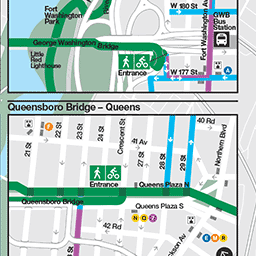 Fort
Washington
Park
W 180 St
Fort Washington Av
GWB
Bus
Station
George Washington Bridge
Little
Red
Lighthouse
Entrance
W 177 St
A
Queensboro Bridge – Queens
21 St
22 St
23 St
24 St
Crescent St
F
40 Rd
41 Av
27 St
28 St
29 St
Northern Blvd
Entrance
Queens Plaza N
Queensboro Bridge
Queens Plaza S
N Q 7
42 Rd
Jackson Av
E M R